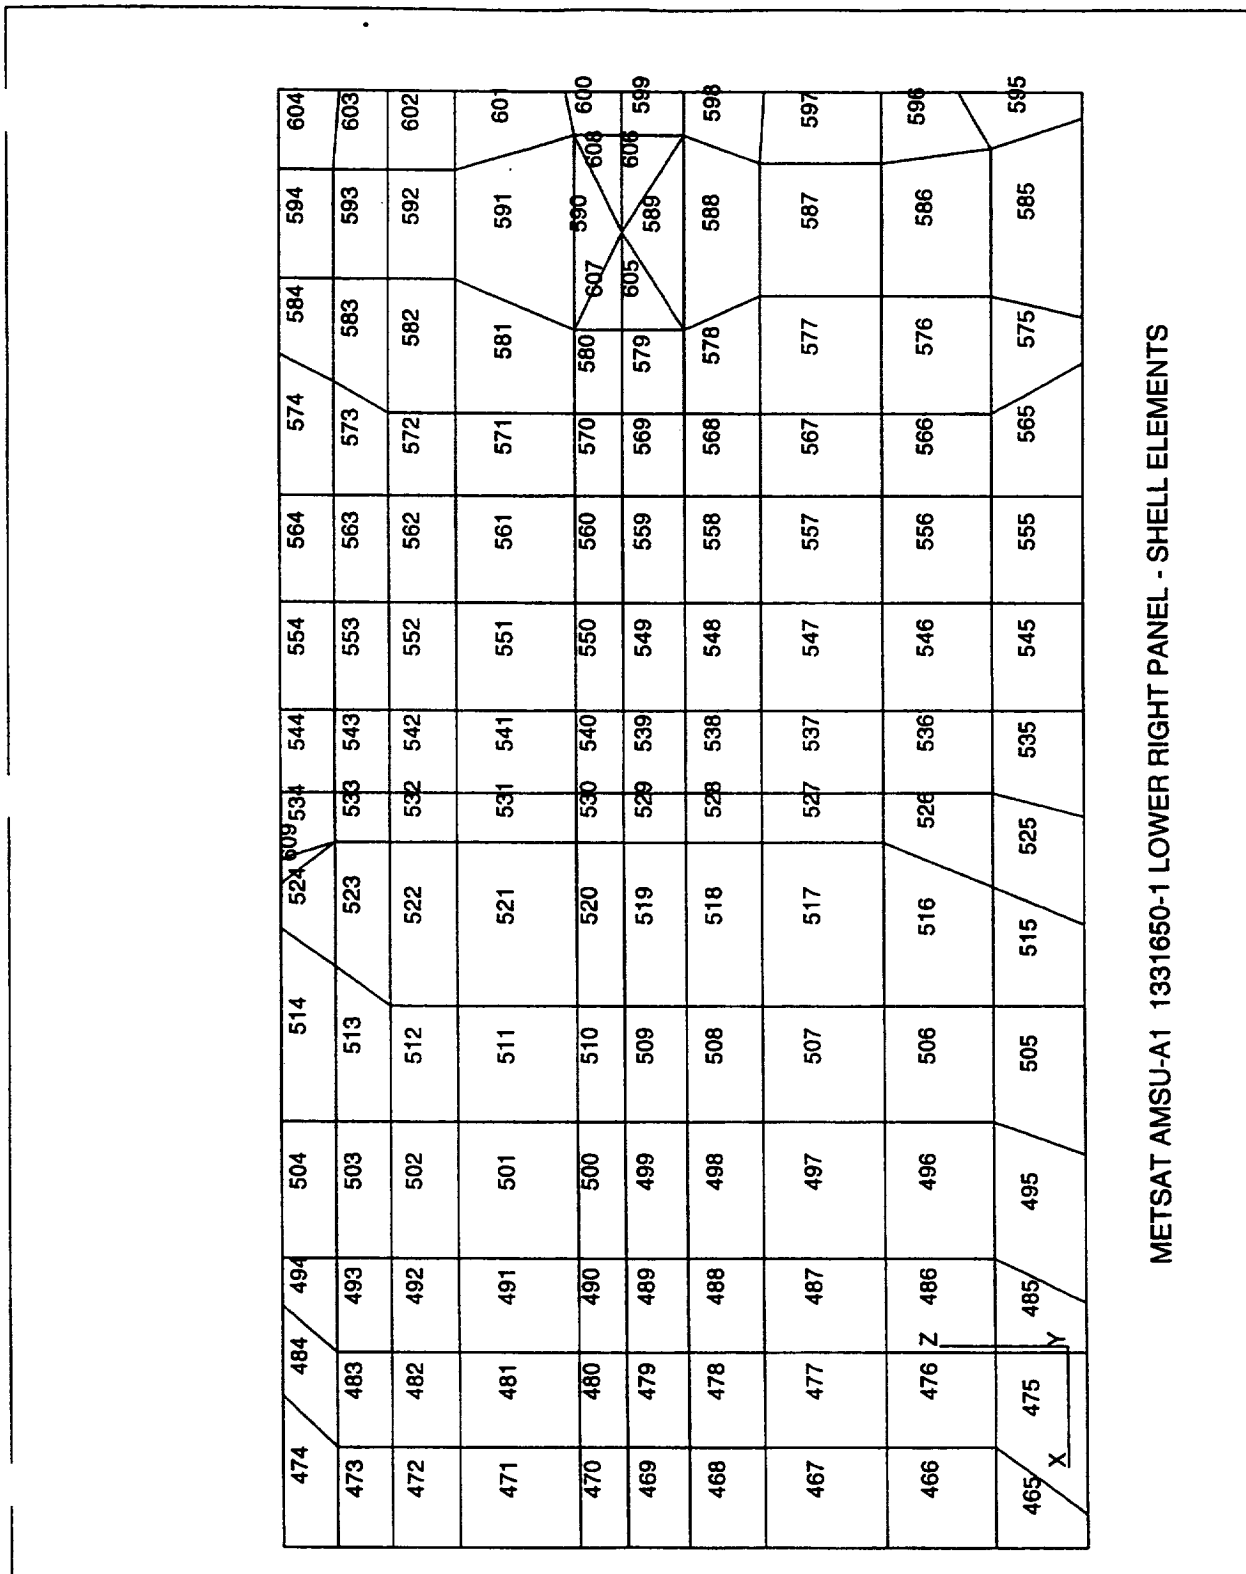 474 484 494 504 514 524 609 534 544 554 564 574 584 594 604
473 483 493 503 513 523 533 543 553 563 573 583 593 603
472 482 492 502 512 522 532 542 552 562 572 582 592 602
471 481 491 501 511 521 531 541 551 561 571 581 591 601
470 480 490 500 510 520 530 540 550 560 570 580 590 600
607 608
469 479 489 499 509 519 529 539 549 559 569 579 589 599
605 606
468 478 488 498 508 518 528 538 548 558 568 578 588 598
467 477 487 497 507 517 527 537 547 557 567 577 587 597
466 476 486 496 506 516 526 536 546 556 566 576 586 596
Z
465 475 485 495 505 515 525 535 545 555 565 575 585 595
X Y
METSAT AMSU-A1 1331650-1 LOWER RIGHT PANEL - SHELL ELEMENTS